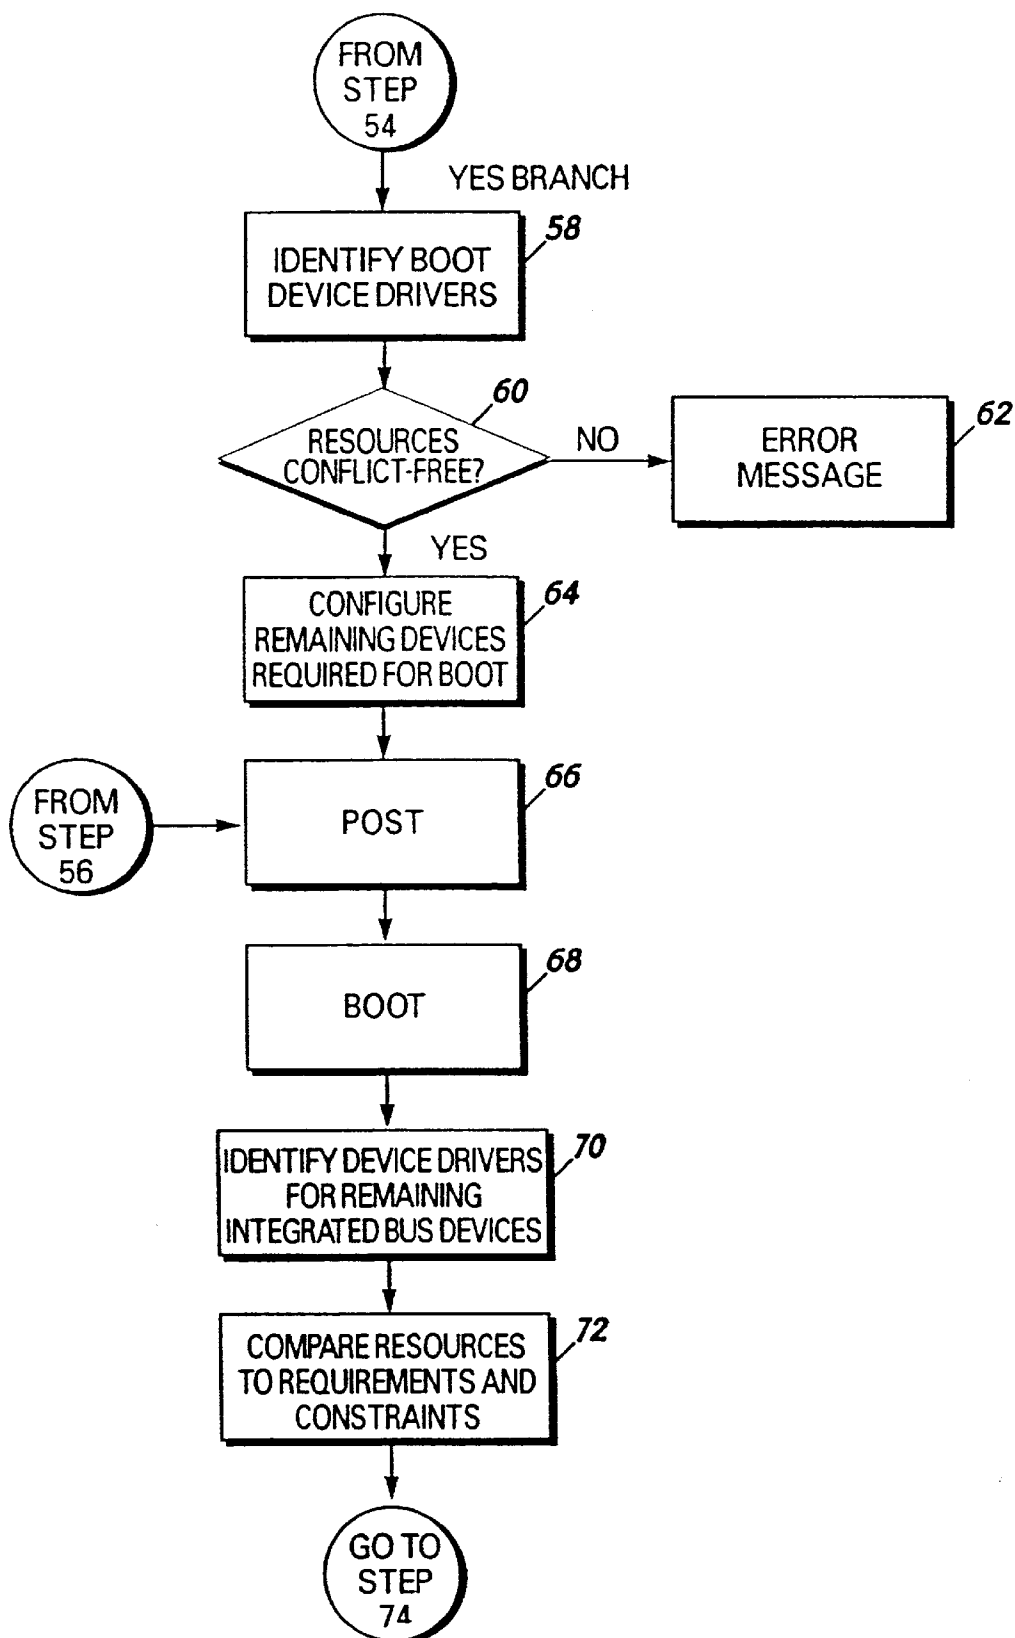 FROM
STEP
54
YES BRANCH
58
IDENTIFY BOOT
DEVICE DRIVERS
60
RESOURCES
CONFLICT-FREE?
NO
62
ERROR
MESSAGE
YES
64
CONFIGURE
REMAINING DEVICES
REQUIRED FOR BOOT
66
FROM
STEP
56
POST
68
BOOT
70
IDENTIFY DEVICE DRIVERS
FOR REMAINING
INTEGRATED BUS DEVICES
72
COMPARE RESOURCES
TO REQUIREMENTS AND
CONSTRAINTS
GO TO
STEP
74